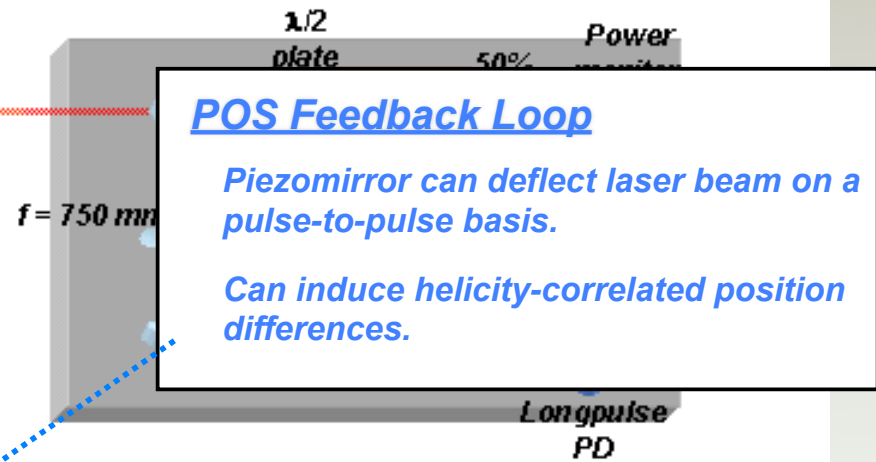 λ/2
plate
Power
50%
monitor
POS Feedback Loop
Piezomirror can deflect laser beam on a
pulse-to-pulse basis.
f = 750 mm
Can induce helicity-correlated position
differences.
Longpulse
PD